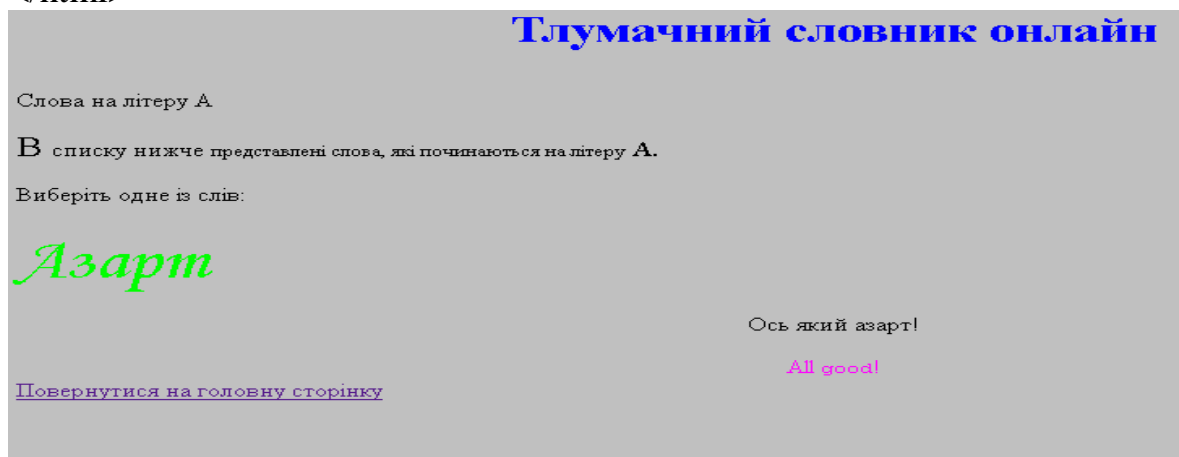 Тлумачний словник онлайн
Слова на літеру А
В списку нижче представлені слова, які починаються на літеру А.
Виберіть одне із слів:
Азарт
Ось який азарт!
All good!
Повернутися на головну сторінку